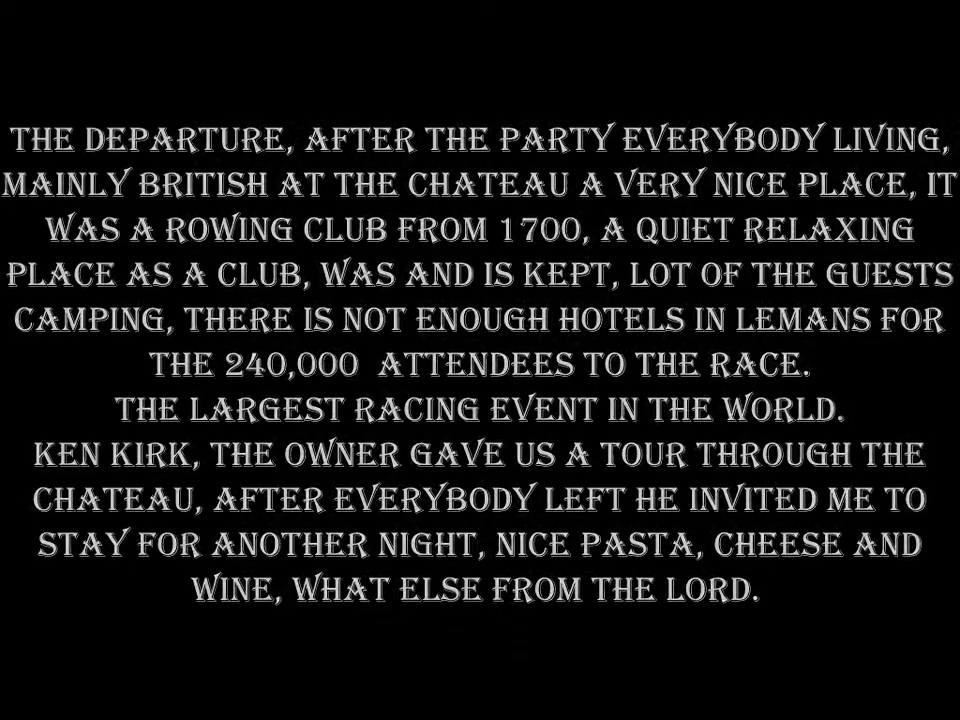 THE DEPARTURE, AFTER THE PARTY EVERYBODY LIVING,
MAINLY BRITISH AT THE CHATEAU A VERY NICE PLACE, IT
WAS A ROWING CLUB FROM 1700, A QUIET RELAXING
PLACE AS A CLUB, WAS AND IS KEPT, LOT OF THE GUESTS
CAMPING, THERE IS NOT ENOUGH HOTELS IN LEMANS FOR
THE 240,000 ATTENDEES TO THE RACE.
THE LARGEST RACING EVENT IN THE WORLD.
KEN KIRK, THE OWNER GAVE US A TOUR THROUGH THE
CHATEAU, AFTER EVERYBODY LEFT HE INVITED ME TO
STAY FOR ANOTHER NIGHT, NICE PASTA, CHEESE AND
WINE, WHAT ELSE FROM THE LORD.